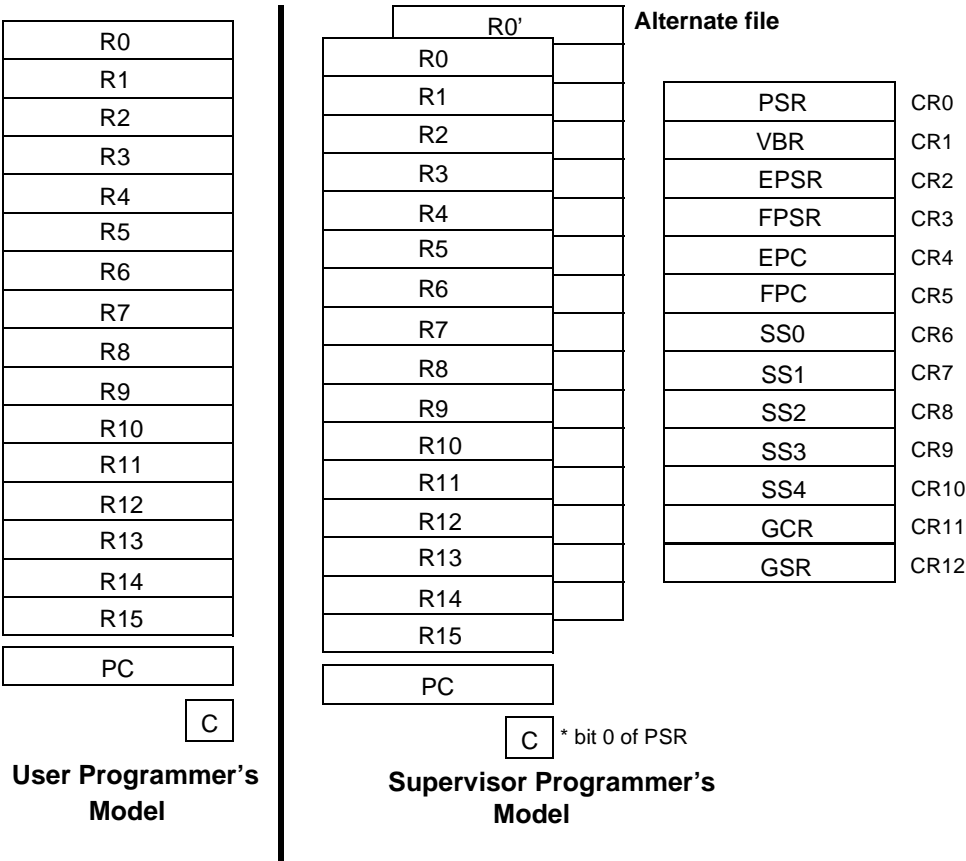 R0
R1
R2
R3
R4
R5
R6
R7
R8
R9
R10
R11
R12
R13
R14
R15
PC
C
User Programmer’s
Model
R0’
Alternate file
R0
R1
R2
R3
R4
R5
R6
R7
R8
R9
R10
R11
R12
R13
R14
R15
PC
C * bit 0 of PSR
Supervisor Programmer’s
Model
PSR CR0
VBR CR1
EPSR CR2
FPSR CR3
EPC CR4
FPC CR5
SS0 CR6
SS1 CR7
SS2 CR8
SS3 CR9
SS4 CR10
GCR CR11
GSR CR12